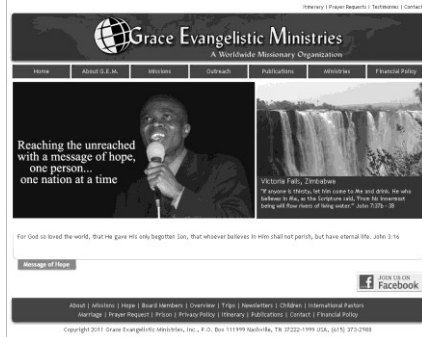 Itinerary | Prayer Requests | Testimonies | Contact
Grace Evangelistic Ministries
A Worldwide Missionary Organization
Home About G.E.M. Missions Outreach Publications Ministries Financial Policy
Reaching the unreached
with a message of hope,
one person...
one nation at a time
Victoria Falls, Zimbabwe
"If anyone is thirsty, let him come to Me and drink. He who
believes in Me, as the Scripture said, 'From his innermost
being will flow rivers of living water.'" John 7:37b - 38
For God so loved the world, that He gave His only begotten Son, that whoever believes in Him shall not perish, but have eternal life. John 3:16
Message of Hope
JOIN US ON
Facebook
About | Missions | Hope | Board Members | Overview | Trips | Newsletters | Children | International Pastors
Marriage | Prayer Request | Prison | Privacy Policy | Itinerary | Publications | Contact | Financial Policy
Copyright 2011 Grace Evangelistic Ministries, Inc., P.O. Box 111999 Nashville, TN 37222-1999 USA, (615) 373-2988